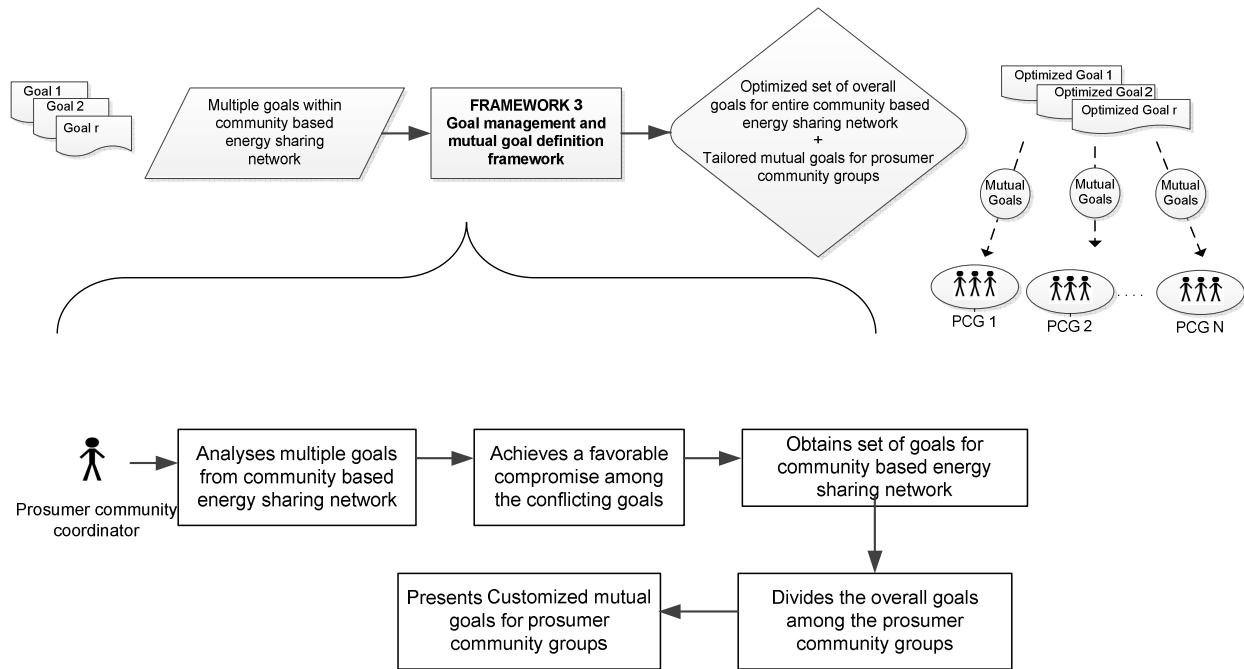 Goal 1
Goal 2
Goal r
Multiple goals within
community based
energy sharing
network
FRAMEWORK 3
Goal management and
mutual goal definition
framework
Optimized set of overall
goals for entire community based
energy sharing network
+
Tailored mutual goals for prosumer
community groups
Optimized Goal 1
Optimized Goal 2
Optimized Goal r
Mutual
Goals
Mutual
Goals
Mutual
Goals
. . . .
PCG 1
PCG 2
PCG N
Prosumer community
coordinator
Analyses multiple goals
from community based
energy sharing network
Achieves a favorable
compromise among
the conflicting goals
Obtains set of goals for
community based energy
sharing network
Divides the overall goals
among the prosumer
community groups
Presents Customized mutual
goals for prosumer
community groups